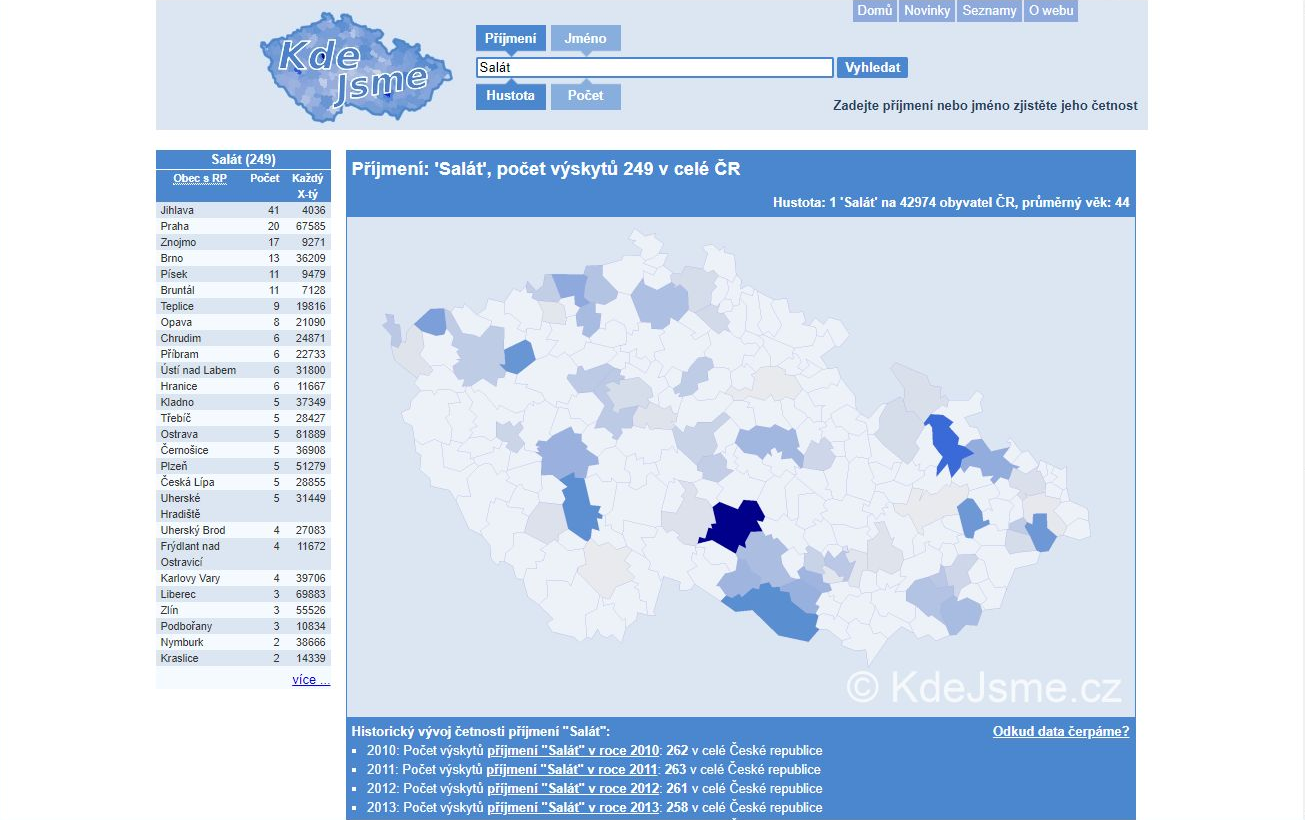 Domů Novinky Seznamy O webu
Kde
Jsme
Příjmení Jméno
Salát Vyhledat
Hustota Počet
Zadejte příjmení nebo jméno zjistěte jeho četnost
Salát (249)
Obec s RP Počet Každý
X-tý
Jihlava 41 4036
Praha 20 67585
Znojmo 17 9271
Brno 13 36209
Písek 11 9479
Bruntál 11 7128
Teplice 9 19816
Opava 8 21090
Chrudim 6 24871
Příbram 6 22733
Ústí nad Labem 6 31800
Hranice 6 11667
Kladno 5 37349
Třebíč 5 28427
Ostrava 5 81889
Černošice 5 36908
Plzeň 5 51279
Česká Lípa 5 28855
Uherské 5 31449
Hradiště
Uherský Brod 4 27083
Frýdlant nad 4 11672
Ostravicí
Karlovy Vary 4 39706
Liberec 3 69883
Zlín 3 55526
Podbořany 3 10834
Nymburk 2 38666
Kraslice 2 14339
více ...
Příjmení: 'Salát', počet výskytů 249 v celé ČR
Hustota: 1 'Salát' na 42974 obyvatel ČR, průměrný věk: 44
© KdeJsme.cz
Historický vývoj četnosti příjmení "Salát": Odkud data čerpáme?
▪ 2010: Počet výskytů příjmení "Salát" v roce 2010: 262 v celé České republice
▪ 2011: Počet výskytů příjmení "Salát" v roce 2011: 263 v celé České republice
▪ 2012: Počet výskytů příjmení "Salát" v roce 2012: 261 v celé České republice
▪ 2013: Počet výskytů příjmení "Salát" v roce 2013: 258 v celé České republice